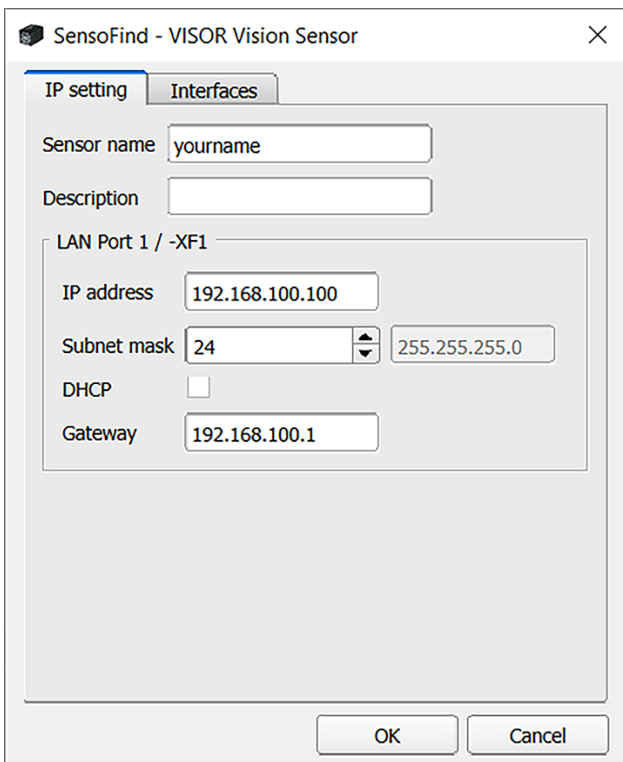 SensoFind - VISOR Vision Sensor
IP setting Interfaces
Sensor name yourname
Description
LAN Port 1 / -XF1
IP address 192.168.100.100
Subnet mask 24 255.255.255.0
DHCP
Gateway 192.168.100.1
OK Cancel